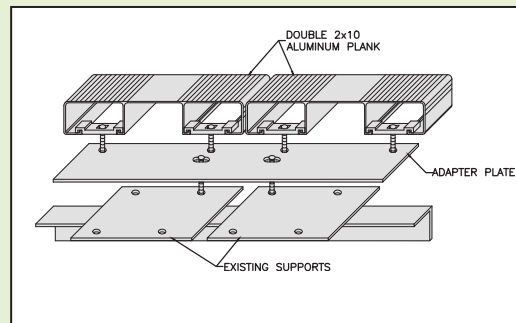 DOUBLE 2x10
ALUMINUM PLANK
ADAPTER PLATE
EXISTING SUPPORTS